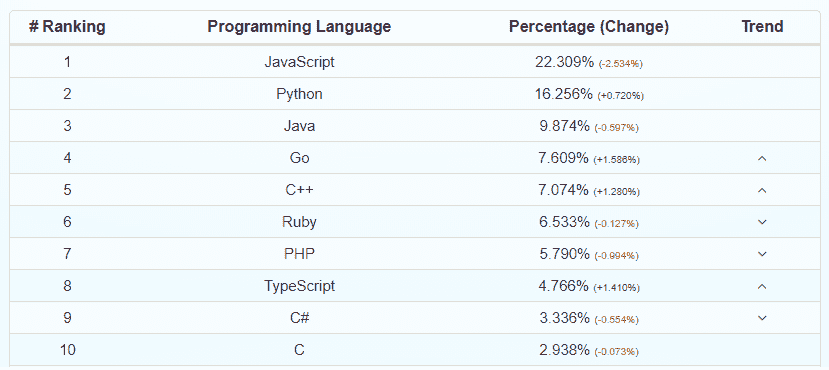 # Ranking Programming Language Percentage (Change) Trend
1 JavaScript 22.309% (-2.534%)
2 Python 16.256% (+0.720%)
3 Java 9.874% (-0.597%)
4 Go 7.609% (+1.586%)
5 C++ 7.074% (+1.280%)
6 Ruby 6.533% (-0.127%)
7 PHP 5.790% (-0.994%)
8 TypeScript 4.766% (+1.410%)
9 C# 3.336% (-0.554%)
10 C 2.938% (-0.073%)